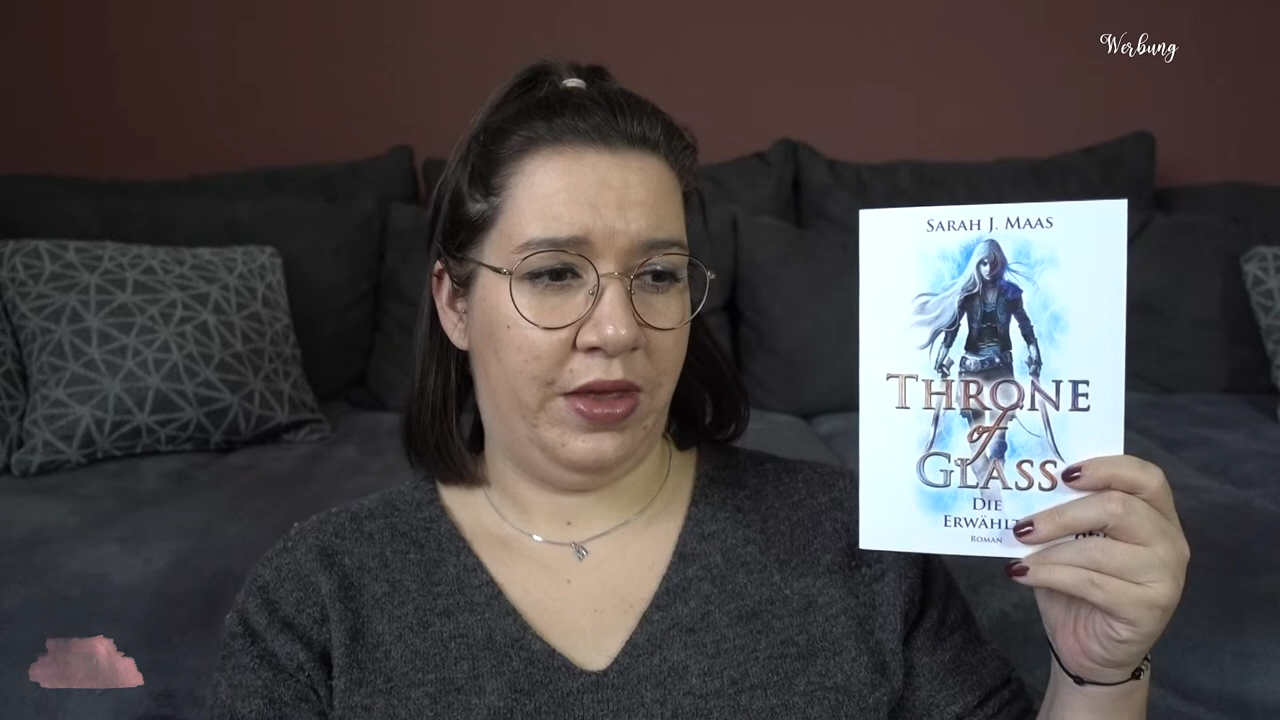 Werbung
SARAH J. MAAS
THRONE
of
GLASS
DIE
ROMAN